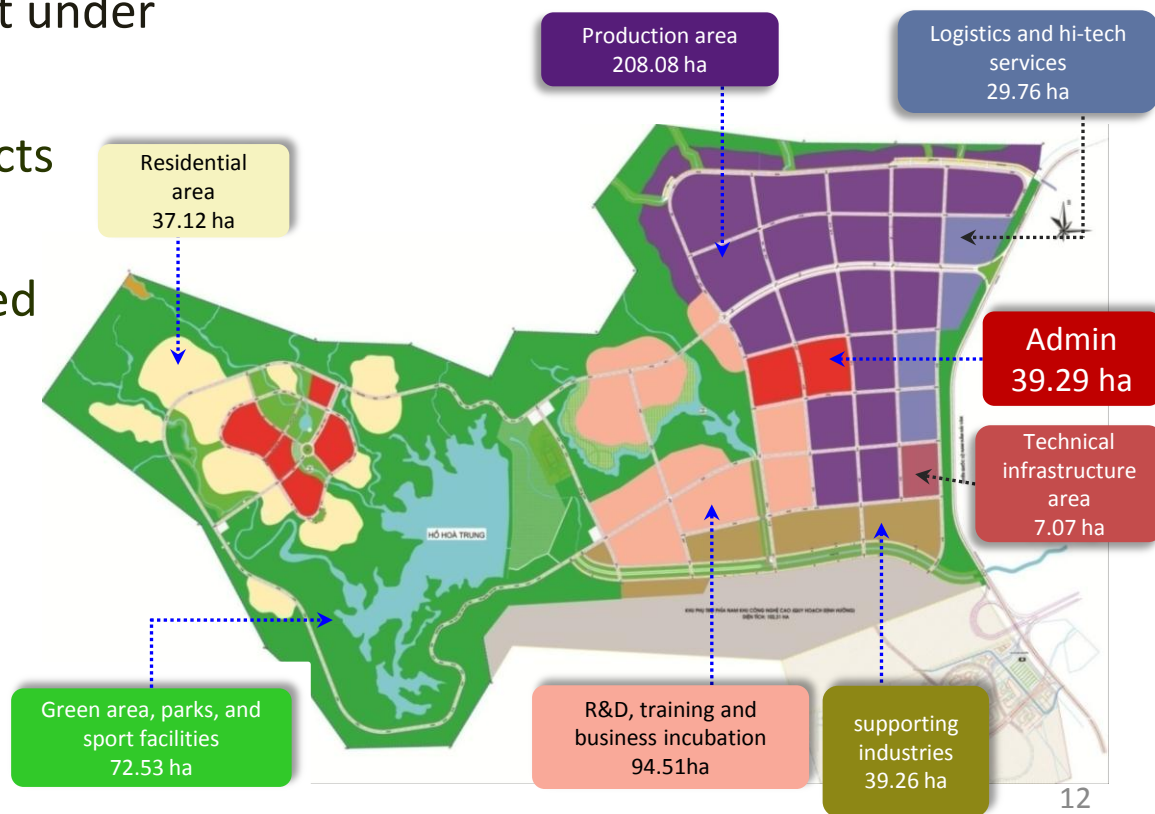 t under
cts
ed
Production area
208.08 ha
Logistics and hi-tech
services
29.76 ha
Residential
area
37.12 ha
Admin
39.29 ha
Technical
infrastructure
area
7.07 ha
HỒ HOÀ TRUNG
Green area, parks, and
sport facilities
72.53 ha
R&D, training and
business incubation
94.51ha
supporting
industries
39.26 ha
12